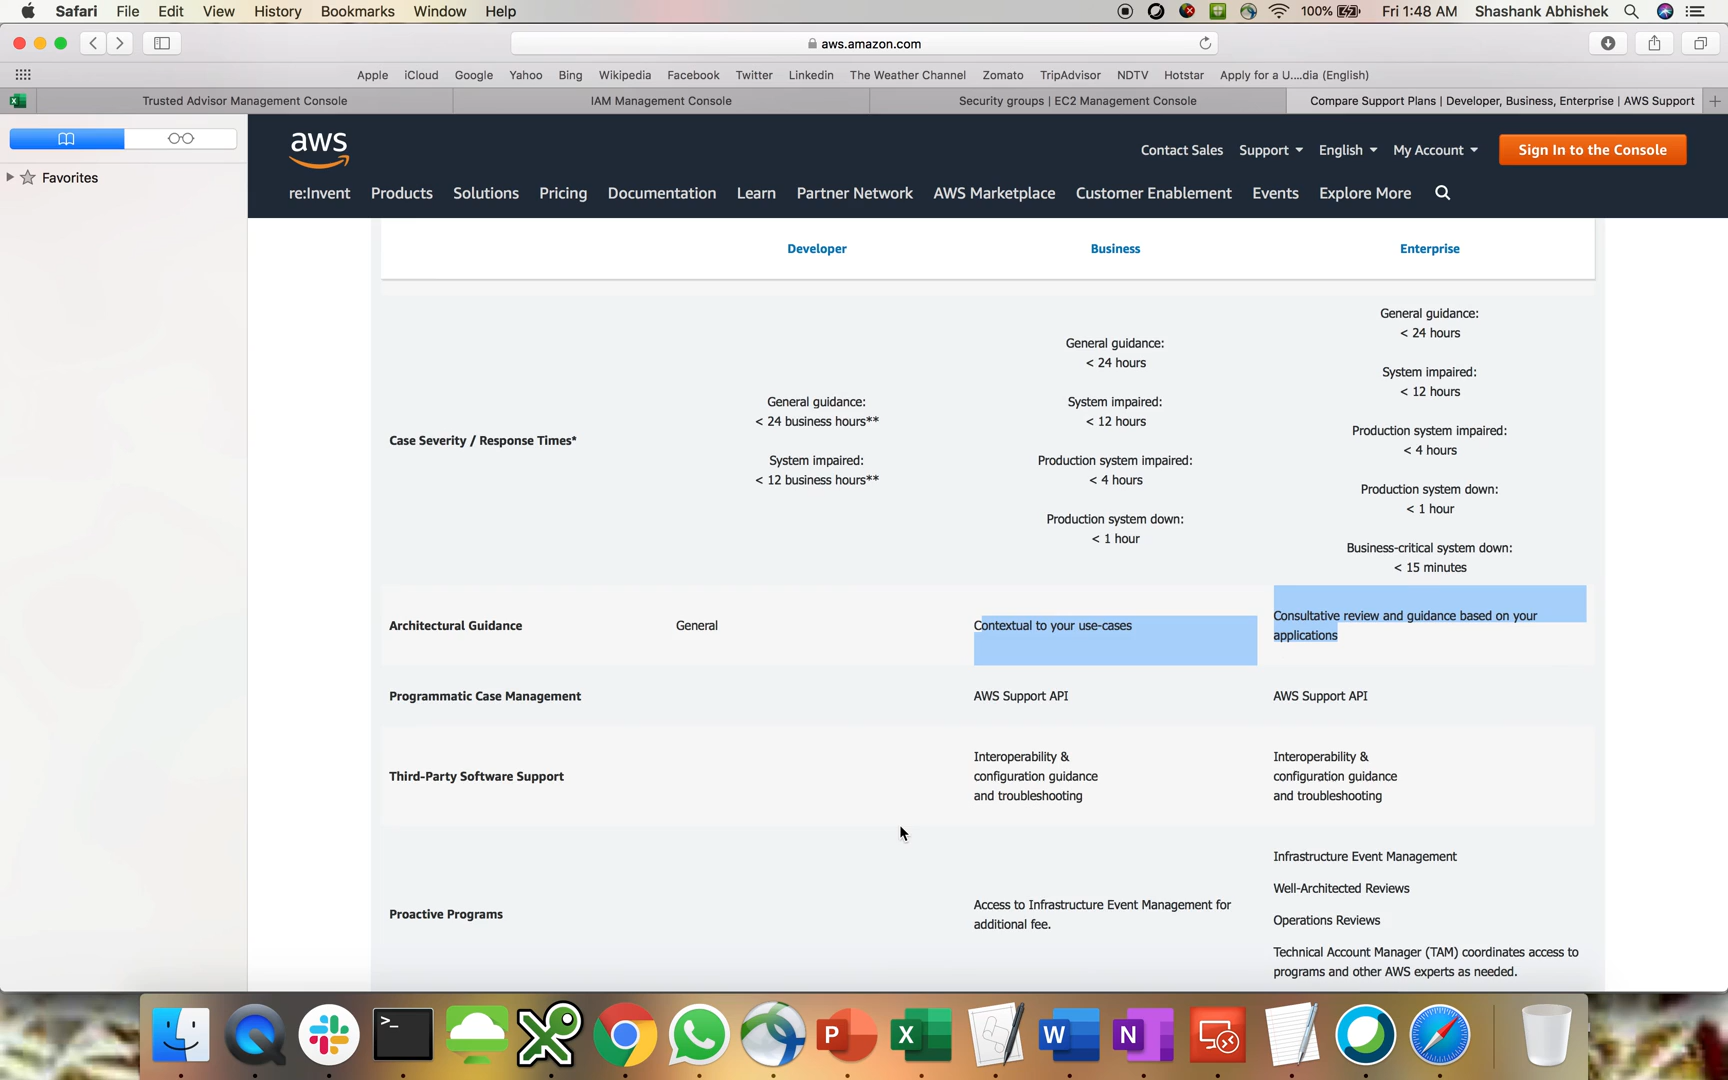 Safari File Edit View History Bookmarks Window Help 100% Fri 1:48 AM Shashank Abhishek
aws.amazon.com
Apple iCloud Google Yahoo Bing Wikipedia Facebook Twitter Linkedin The Weather Channel Zomato TripAdvisor NDTV Hotstar Apply for a U....dia (English)
Trusted Advisor Management Console IAM Management Console Security groups | EC2 Management Console Compare Support Plans | Developer, Business, Enterprise | AWS Support
Favorites
aws
Contact Sales Support English My Account Sign In to the Console
re:Invent Products Solutions Pricing Documentation Learn Partner Network AWS Marketplace Customer Enablement Events Explore More
Developer Business Enterprise
Case Severity / Response Times*
General guidance:
< 24 business hours**
System impaired:
< 12 business hours**
General guidance:
< 24 hours
System impaired:
< 12 hours
Production system impaired:
< 4 hours
Production system down:
< 1 hour
General guidance:
< 24 hours
System impaired:
< 12 hours
Production system impaired:
< 4 hours
Production system down:
< 1 hour
Business-critical system down:
< 15 minutes
Architectural Guidance
General
Contextual to your use-cases
Consultative review and guidance based on your
applications
Programmatic Case Management
AWS Support API
AWS Support API
Third-Party Software Support
Interoperability &
configuration guidance
and troubleshooting
Interoperability &
configuration guidance
and troubleshooting
Proactive Programs
Access to Infrastructure Event Management for
additional fee.
Infrastructure Event Management
Well-Architected Reviews
Operations Reviews
Technical Account Manager (TAM) coordinates access to
programs and other AWS experts as needed.
>_ X P X W N